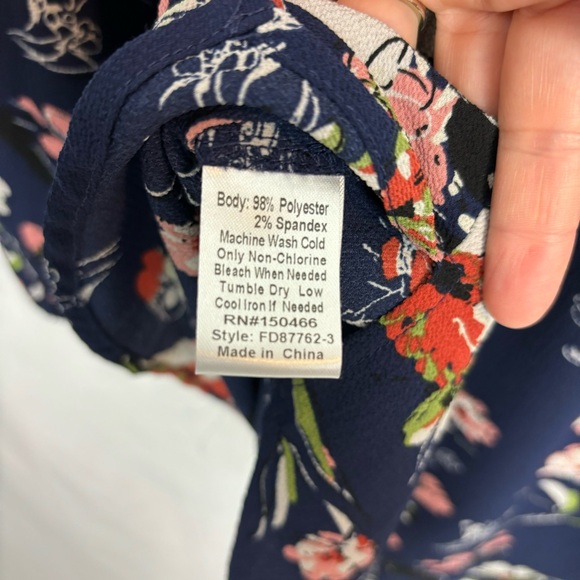 Body: 98% Polyester
2% Spandex
Machine Wash Cold
Only Non-Chlorine
Bleach When Needed
Tumble Dry Low
Cool Iron If Needed
RN#150466
Style: FD87762-3
Made in China